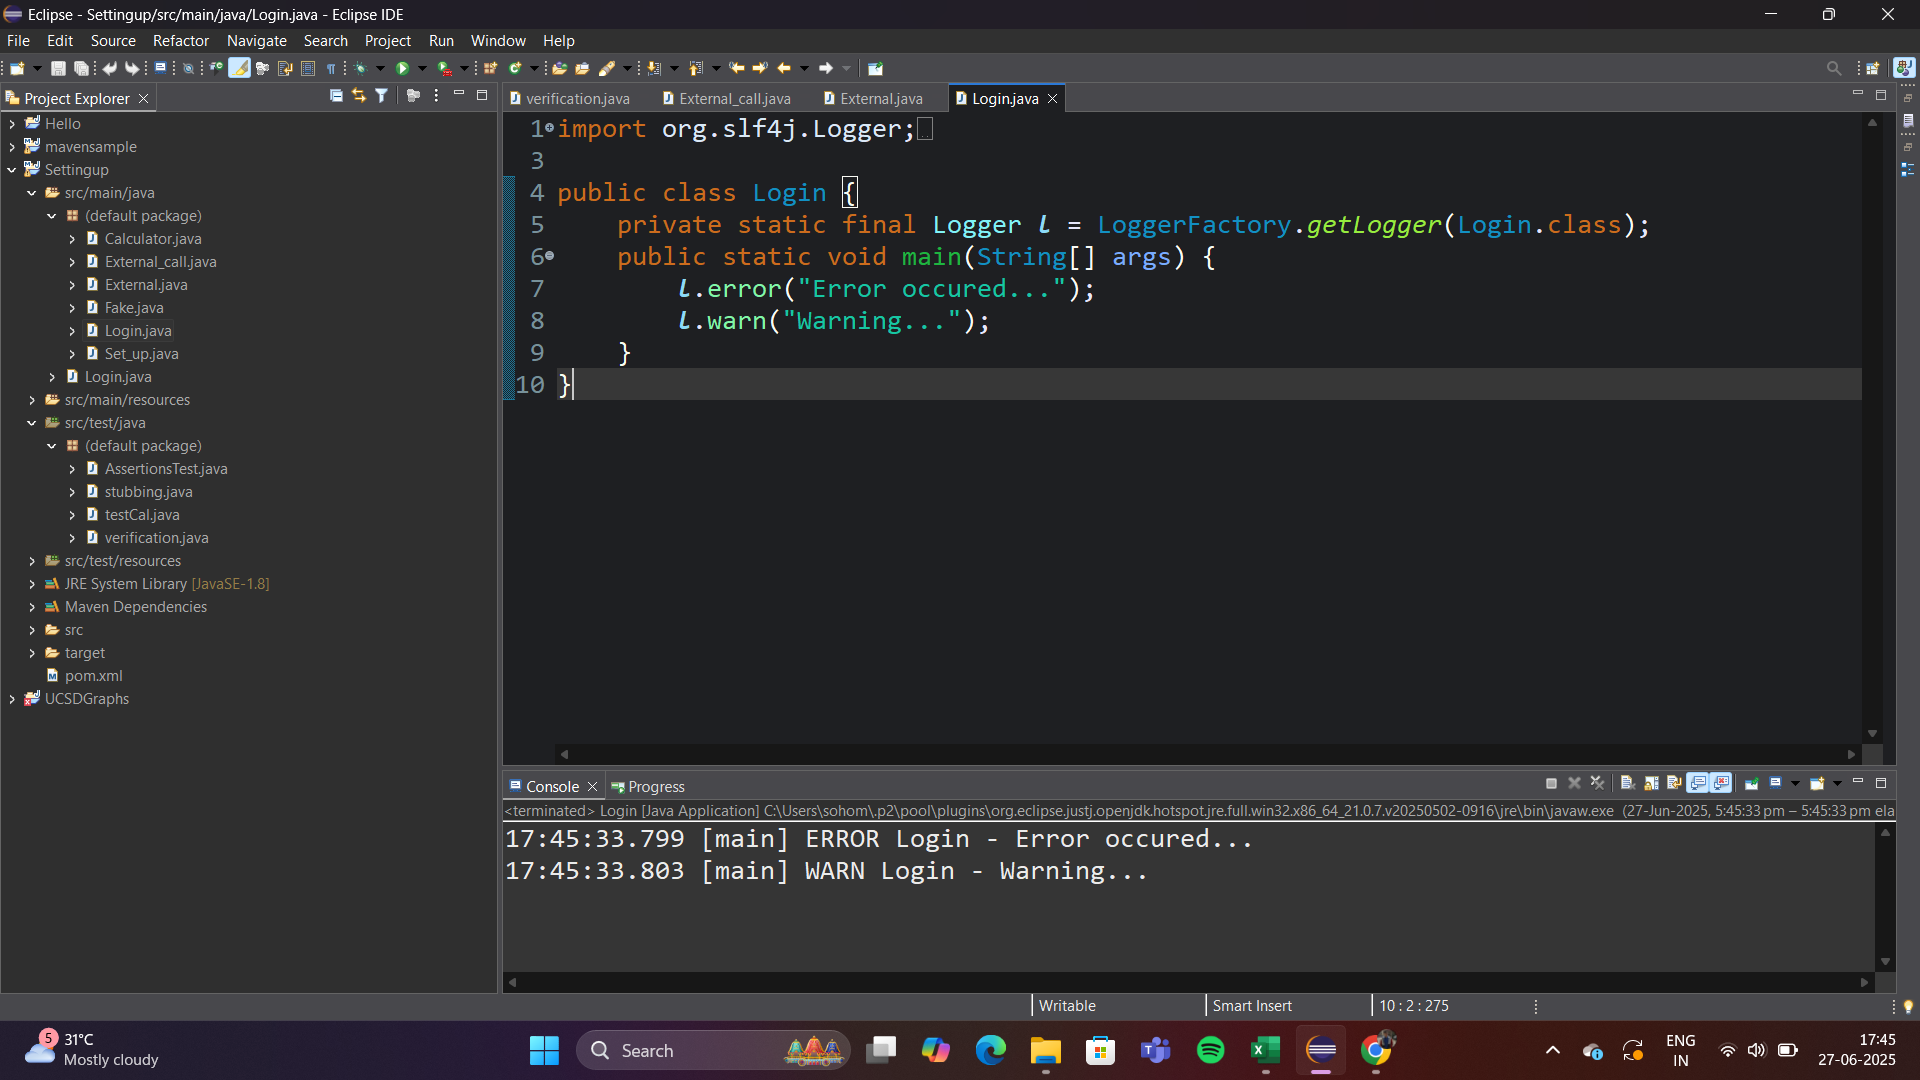 Eclipse - Settingup/src/main/java/Login.java - Eclipse IDE
File Edit Source Refactor Navigate Search Project Run Window Help
Project Explorer
Hello
mavensample
Settingup
src/main/java
(default package)
Calculator.java
External_call.java
External.java
Fake.java
Login.java
Set_up.java
Login.java
src/main/resources
src/test/java
(default package)
AssertionsTest.java
stubbing.java
testCal.java
verification.java
src/test/resources
JRE System Library [JavaSE-1.8]
Maven Dependencies
src
target
pom.xml
UCSDGraphs
verification.java External_call.java External.java Login.java
1 import org.slf4j.Logger;
3
4 public class Login {
5 private static final Logger l = LoggerFactory.getLogger(Login.class);
6 public static void main(String[] args) {
7 l.error("Error occured...");
8 l.warn("Warning...");
9 }
10 }
Console Progress
<terminated> Login [Java Application] C:\Users\sohom\.p2\pool\plugins\org.eclipse.justj.openjdk.hotspot.jre.full.win32.x86_64_21.0.7.v20250502-0916\jre\bin\javaw.exe (27-Jun-2025, 5:45:33 pm – 5:45:33 pm ela
17:45:33.799 [main] ERROR Login - Error occured...
17:45:33.803 [main] WARN Login - Warning...
Writable Smart Insert 10 : 2 : 275
5
31°C
Mostly cloudy
Search
ENG
IN
17:45
27-06-2025